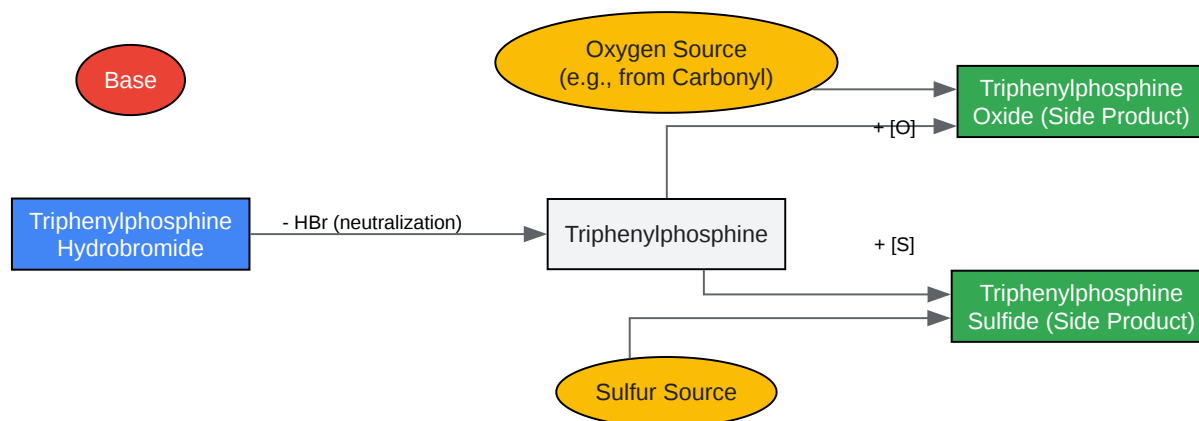 Base
Oxygen Source
(e.g., from Carbonyl)
Triphenylphosphine
Oxide (Side Product)
+ [O]
Triphenylphosphine
Hydrobromide
- HBr (neutralization)
Triphenylphosphine
+ [S]
Triphenylphosphine
Sulfide (Side Product)
Sulfur Source